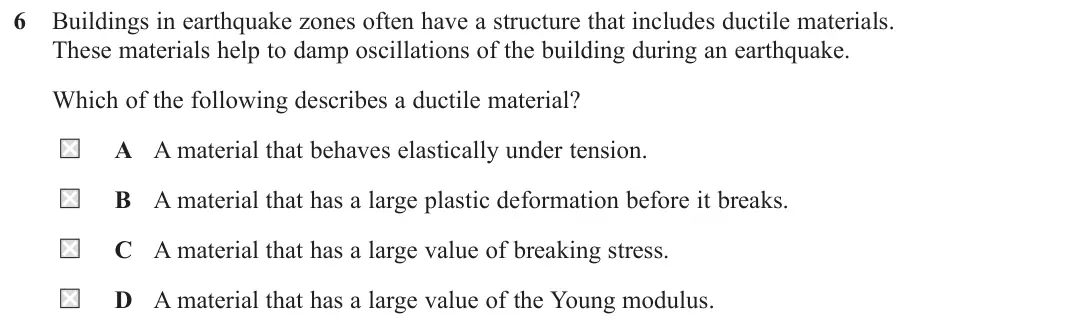 6 Buildings in earthquake zones often have a structure that includes ductile materials.
These materials help to damp oscillations of the building during an earthquake.
Which of the following describes a ductile material?
A A material that behaves elastically under tension.
B A material that has a large plastic deformation before it breaks.
C A material that has a large value of breaking stress.
D A material that has a large value of the Young modulus.